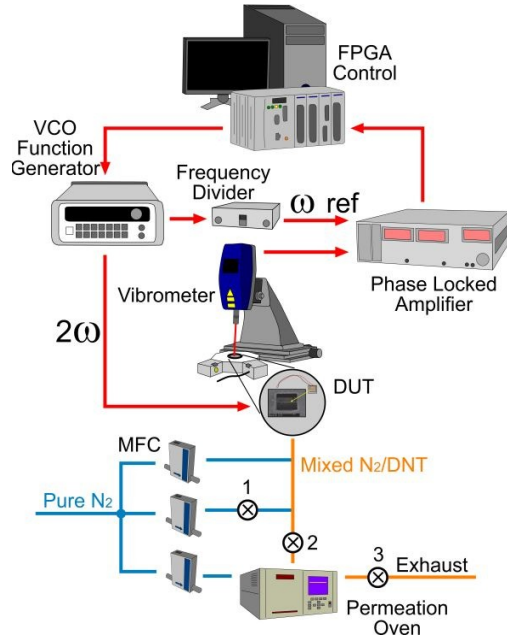 FPGA
Control
VCO
Function
Generator
Frequency
Divider
ω ref
Vibrometer
Phase Locked
Amplifier
2ω
DUT
MFC
Mixed N₂/DNT
1
Pure N₂
2
3
Exhaust
Permeation
Oven